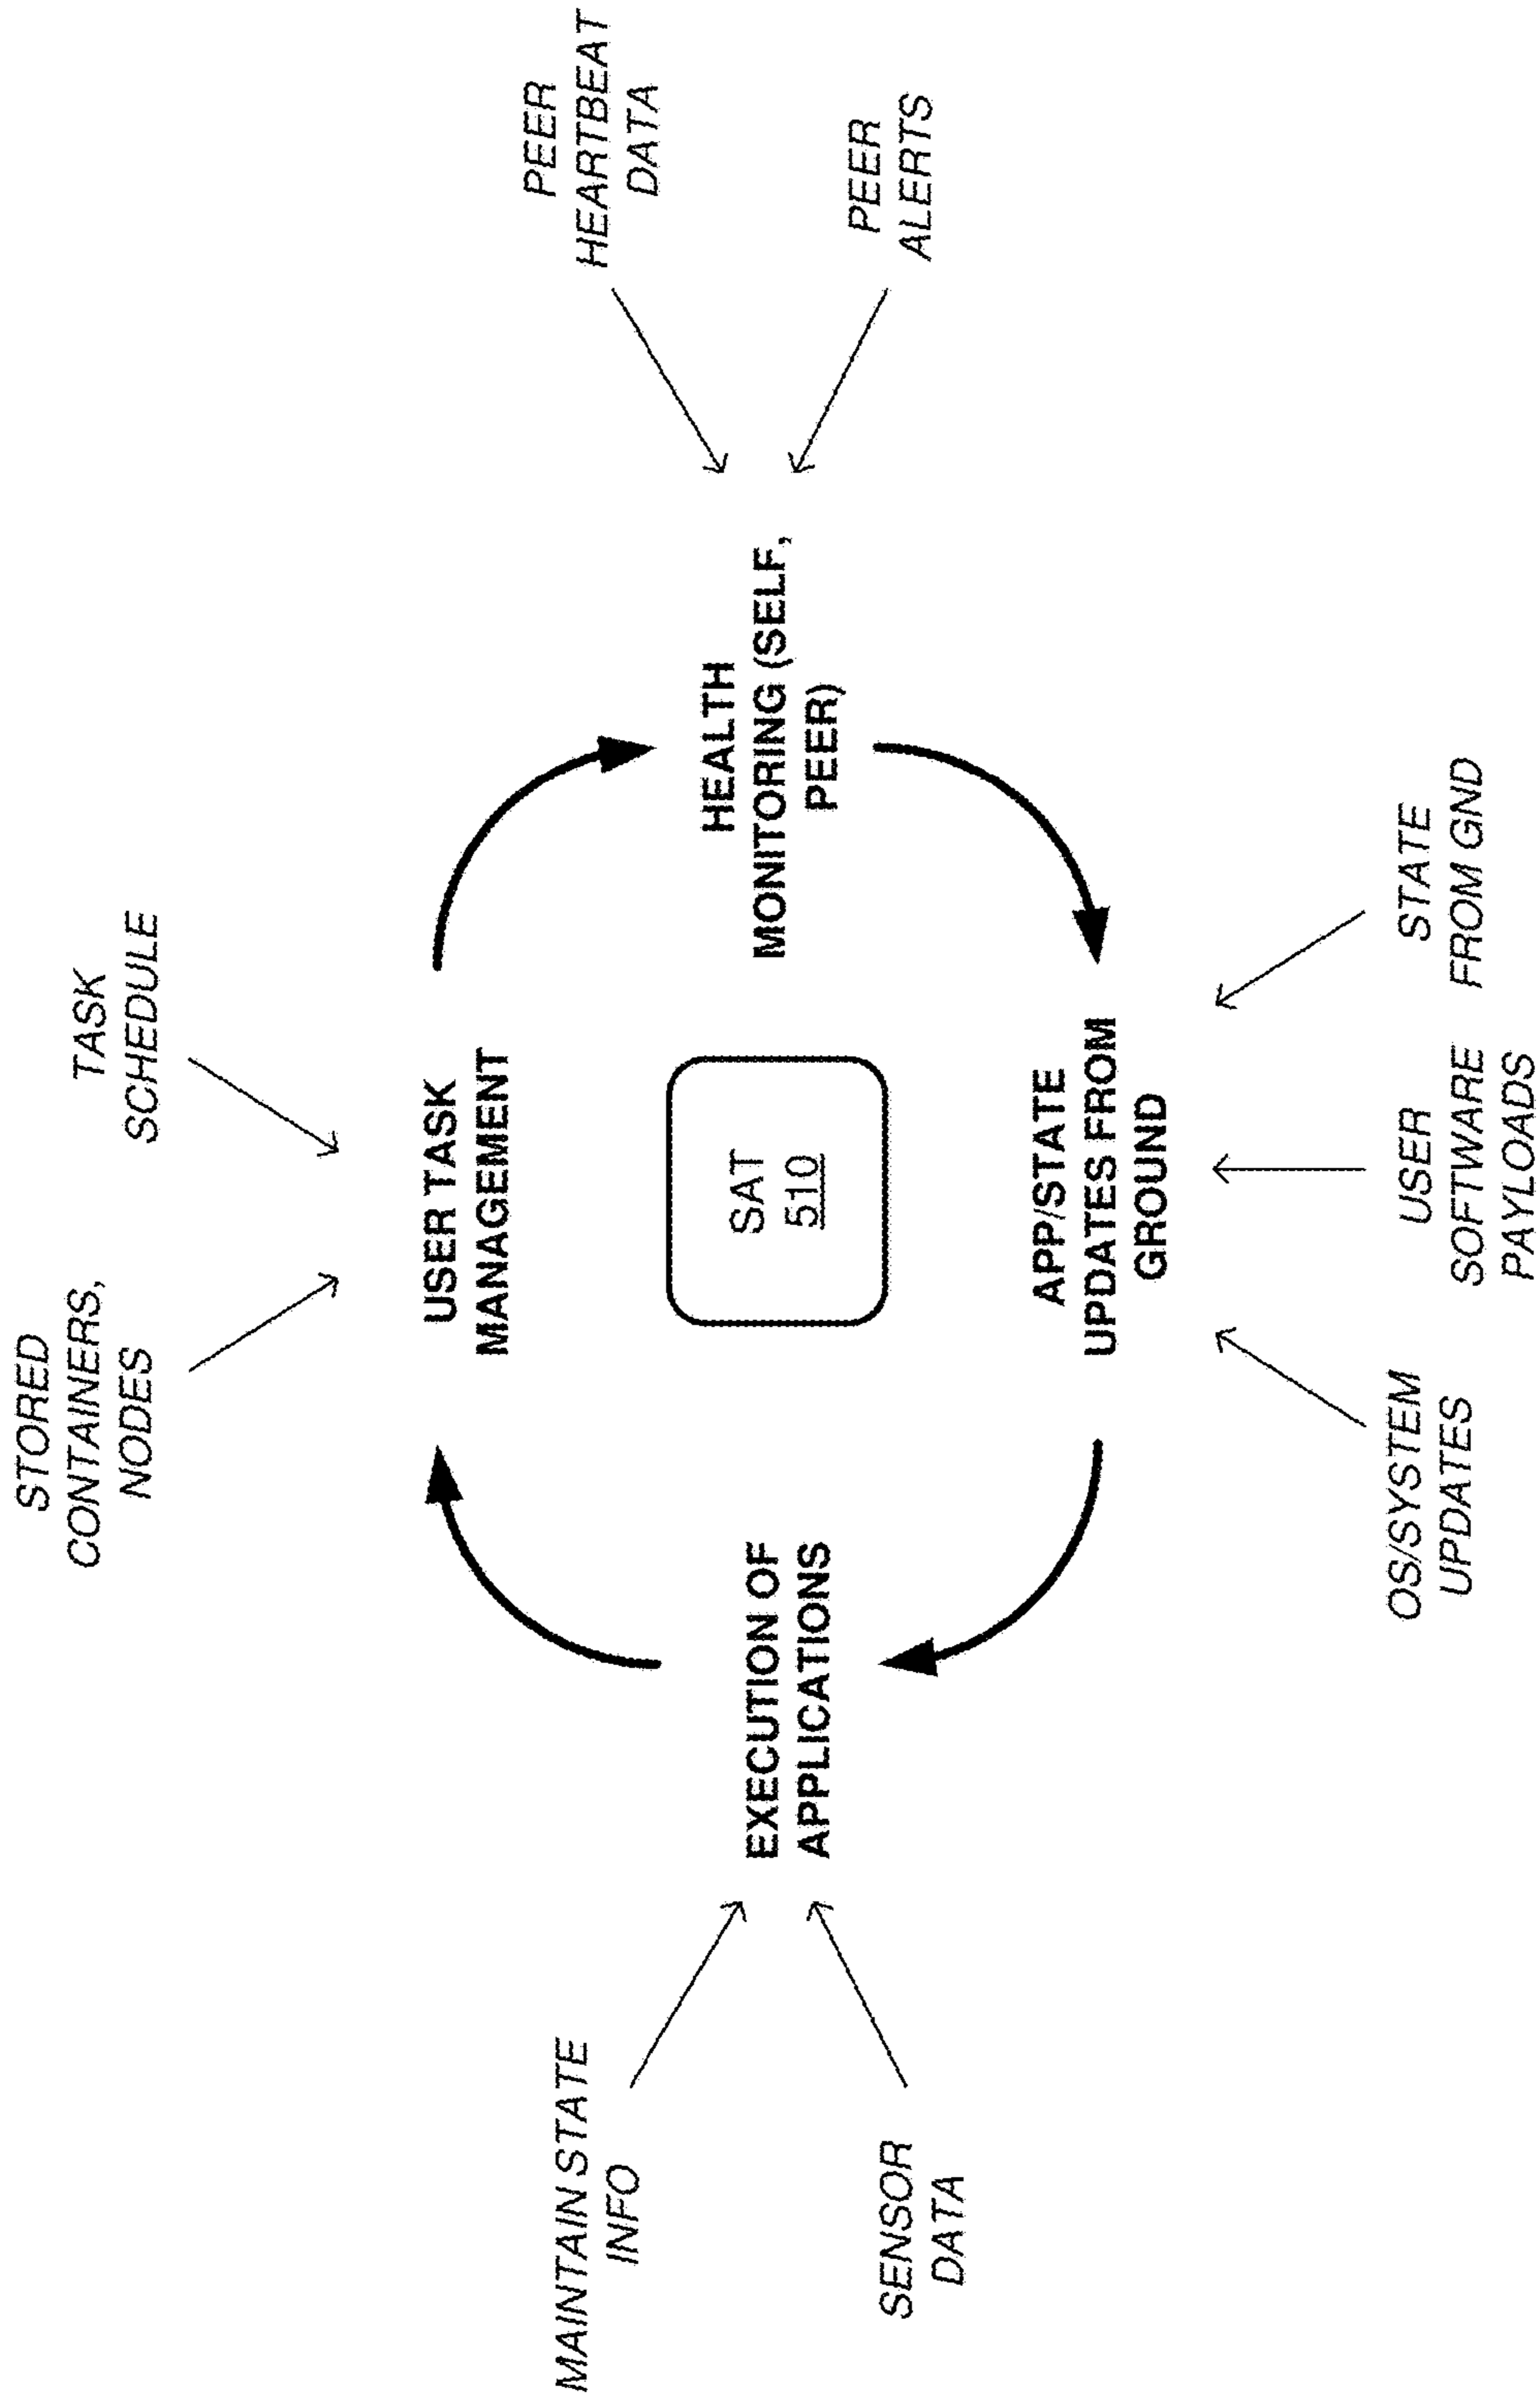 STORED
CONTAINERS,
NODES
TASK
SCHEDULE
USER TASK
MANAGEMENT
MAINTAIN STATE
INFO
SENSOR
DATA
EXECUTION OF
APPLICATIONS
SAT
510
HEALTH
MONITORING (SELF,
PEER)
PEER
HEARTBEAT
DATA
PEER
ALERTS
APP/STATE
UPDATES FROM
GROUND
OS/SYSTEM
UPDATES
USER
SOFTWARE
PAYLOADS
STATE
FROM GND